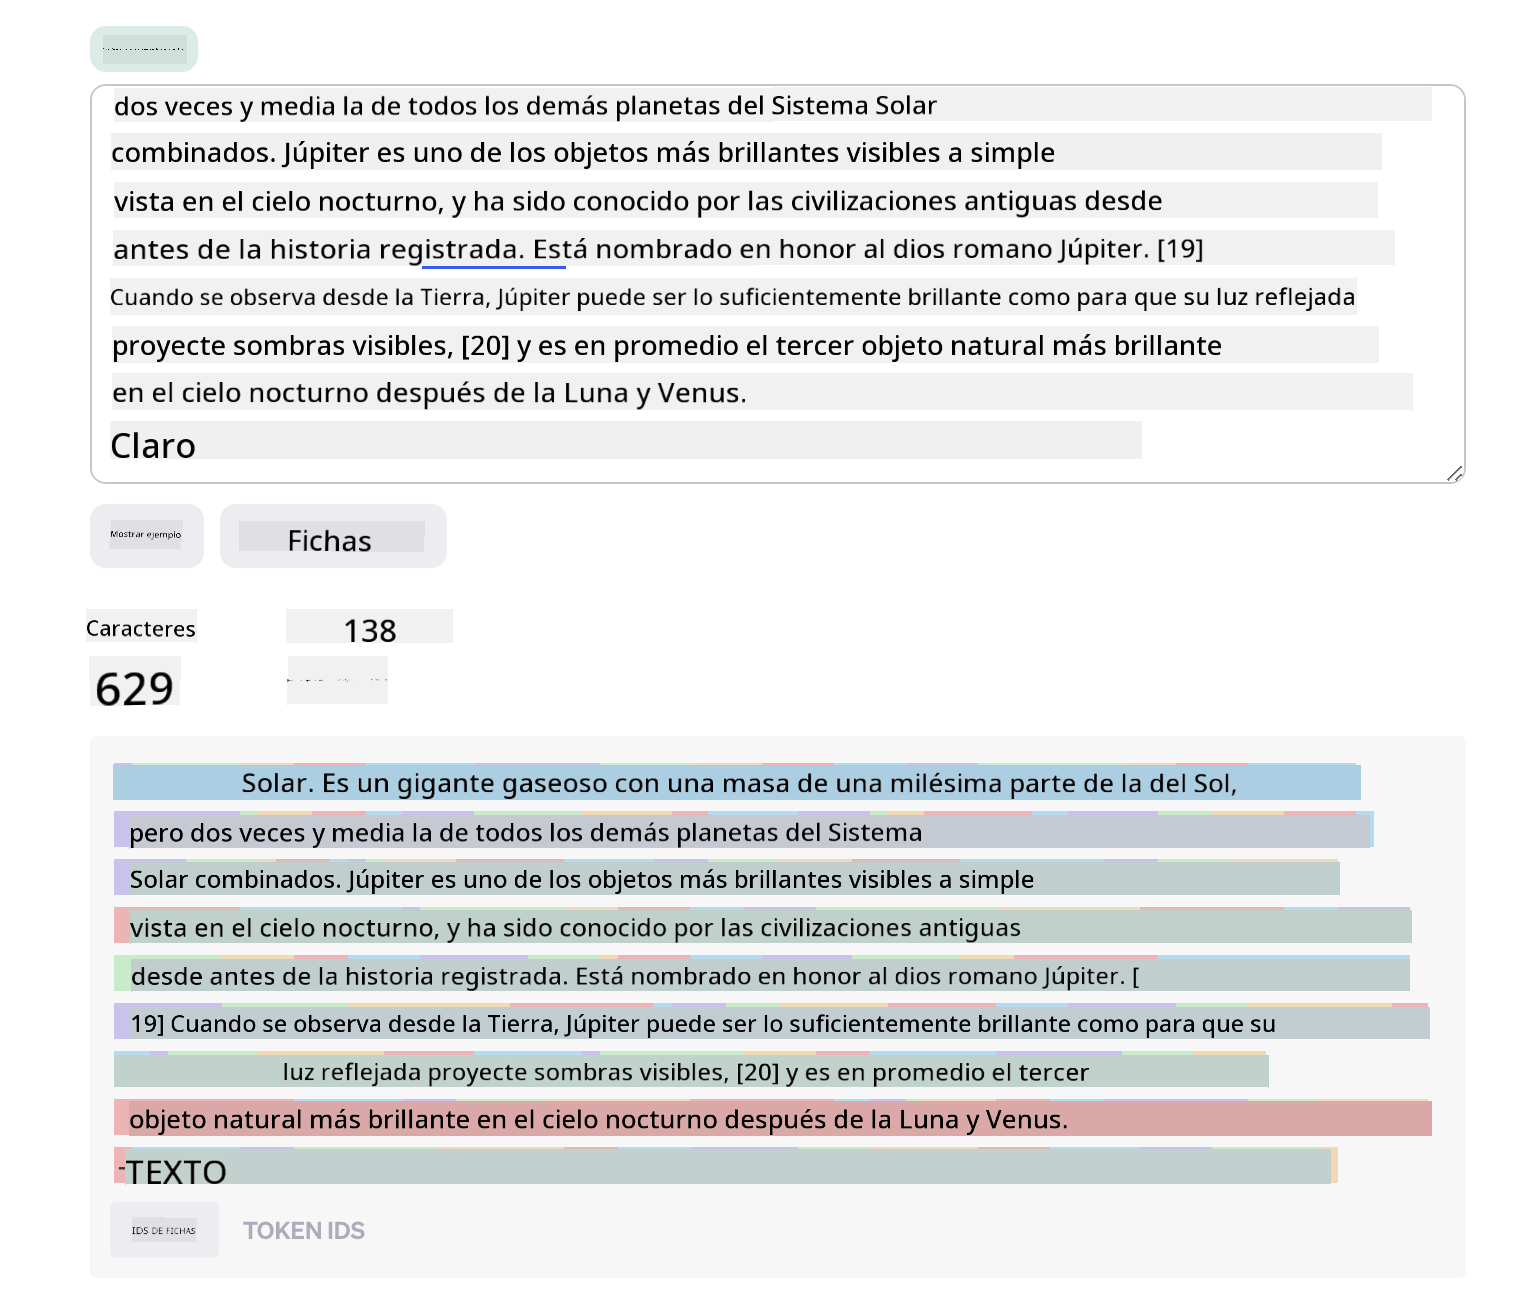 dos veces y media la de todos los demás planetas del Sistema Solar
combinados. Júpiter es uno de los objetos más brillantes visibles a simple
vista en el cielo nocturno, y ha sido conocido por las civilizaciones antiguas desde
antes de la historia registrada. Está nombrado en honor al dios romano Júpiter. [19]
Cuando se observa desde la Tierra, Júpiter puede ser lo suficientemente brillante como para que su luz reflejada
proyecte sombras visibles, [20] y es en promedio el tercer objeto natural más brillante
en el cielo nocturno después de la Luna y Venus.
Claro
Mostrar ejemplo
Fichas
Caracteres
138
629
Solar. Es un gigante gaseoso con una masa de una milésima parte de la del Sol,
pero dos veces y media la de todos los demás planetas del Sistema
Solar combinados. Júpiter es uno de los objetos más brillantes visibles a simple
vista en el cielo nocturno, y ha sido conocido por las civilizaciones antiguas
desde antes de la historia registrada. Está nombrado en honor al dios romano Júpiter. [
19] Cuando se observa desde la Tierra, Júpiter puede ser lo suficientemente brillante como para que su
luz reflejada proyecte sombras visibles, [20] y es en promedio el tercer
objeto natural más brillante en el cielo nocturno después de la Luna y Venus.
-TEXTO
IDS DE FICHAS
TOKEN IDS